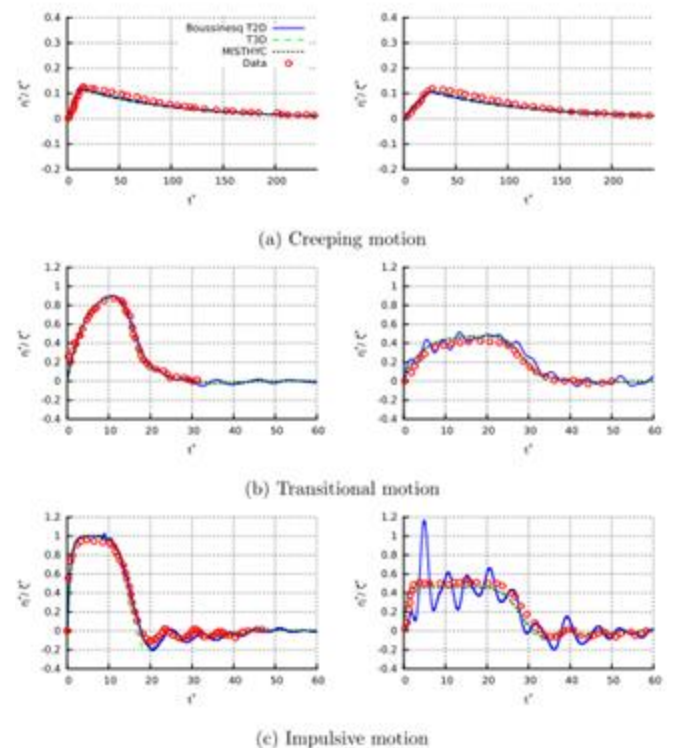 0.4 0.3 0.2 0.1 0 -0.1 -0.2
Boussinesq T2D
T3D
MISTHYC
Data
0 50 100 150 200
0.4 0.3 0.2 0.1 0 -0.1 -0.2
0 50 100 150 200
(a) Creeping motion
1.2 1 0.8 0.6 0.4 0.2 0 -0.2 -0.4
0 10 20 30 40 50 60
1.2 1 0.8 0.6 0.4 0.2 0 -0.2 -0.4
0 10 20 30 40 50 60
(b) Transitional motion
1.2 1 0.8 0.6 0.4 0.2 0 -0.2 -0.4
0 10 20 30 40 50 60
1.2 1 0.8 0.6 0.4 0.2 0 -0.2 -0.4
0 10 20 30 40 50 60
(c) Impulsive motion